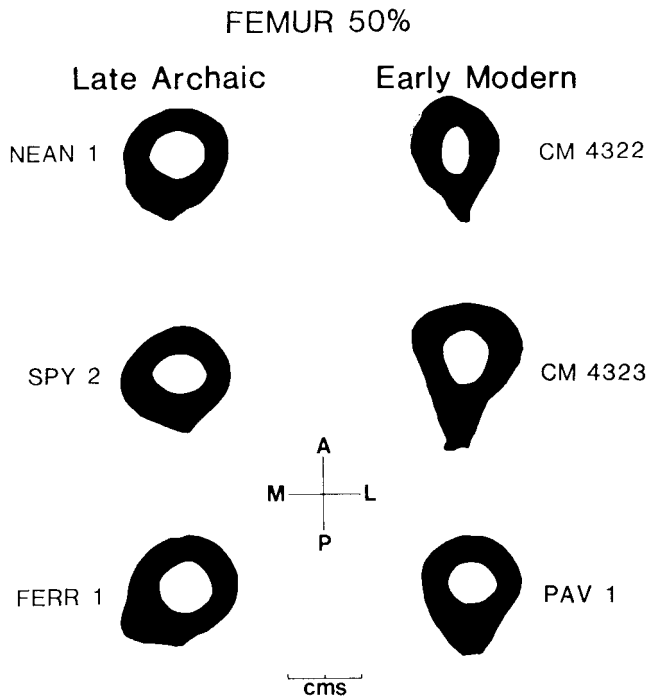 FEMUR 50%
Late Archaic
Early Modern
NEAN 1
CM 4322
SPY 2
CM 4323
A
M
L
P
FERR 1
PAV 1
cms